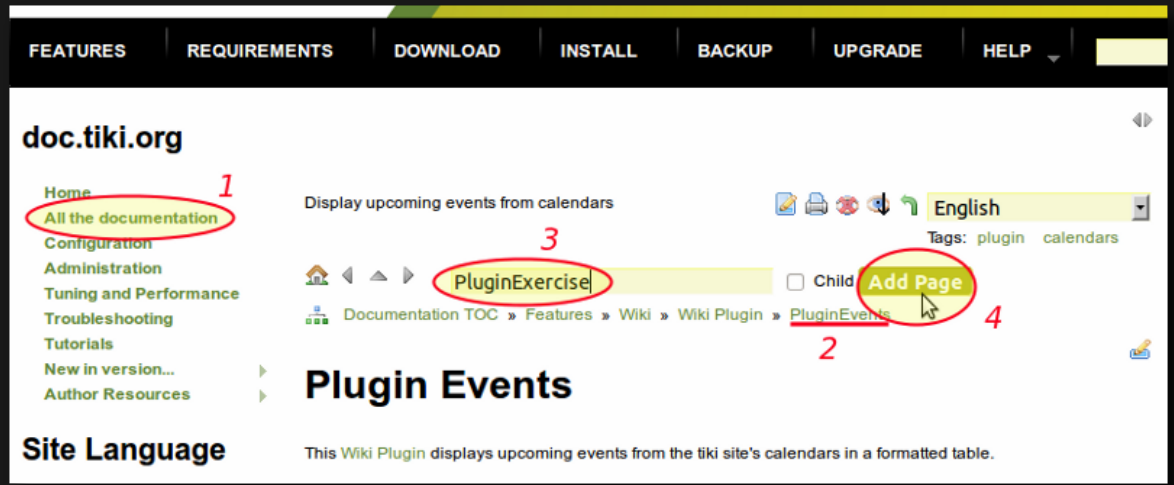 FEATURES REQUIREMENTS DOWNLOAD INSTALL BACKUP UPGRADE HELP
doc.tiki.org
1
Home
All the documentation
Configuration
Administration
Tuning and Performance
Troubleshooting
Tutorials
New in version...
Author Resources
Site Language
Display upcoming events from calendars
English
Tags: plugin calendars
3
PluginExercise
Child
Add Page
4
Documentation TOC » Features » Wiki » Wiki Plugin » PluginEvents
2
Plugin Events
This Wiki Plugin displays upcoming events from the tiki site's calendars in a formatted table.